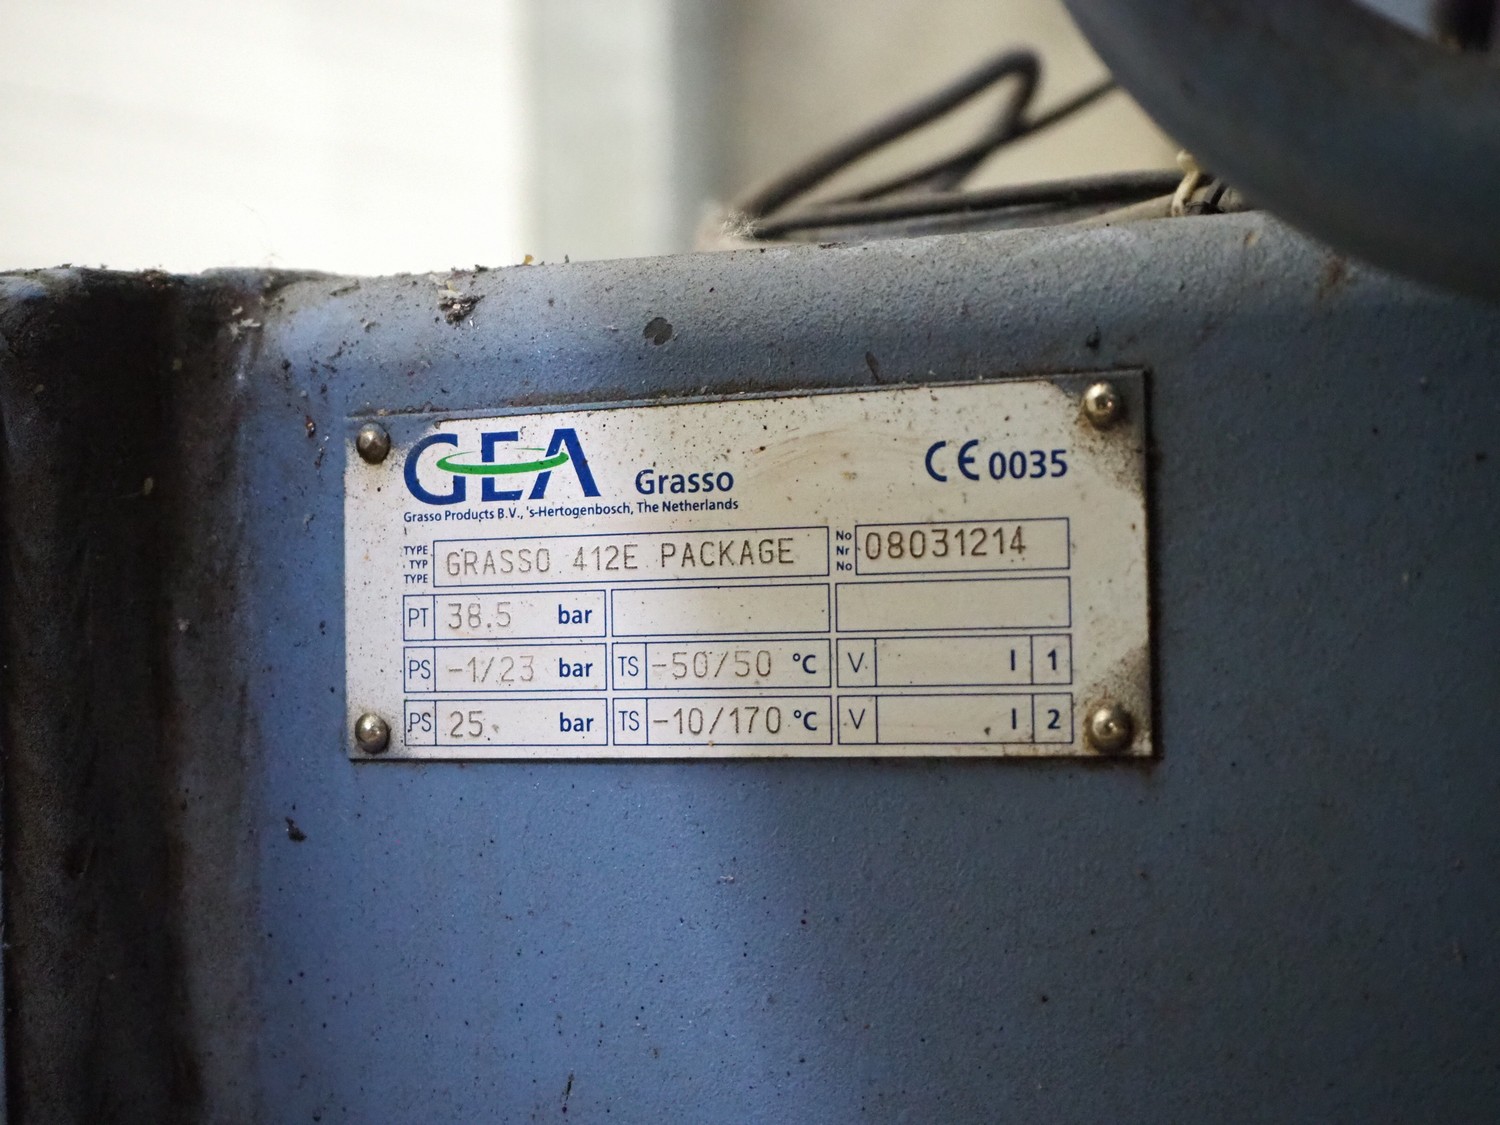 GEA Grasso CE 0035
Grasso Products B.V., 's-Hertogenbosch, The Netherlands
TYPE TYP TYPE GRASSO 412E PACKAGE No Nr No 08031214
PT 38.5 bar
PS -1/23 bar TS -50/50 °C V l 1
PS 25 bar TS -10/170 °C V l 2